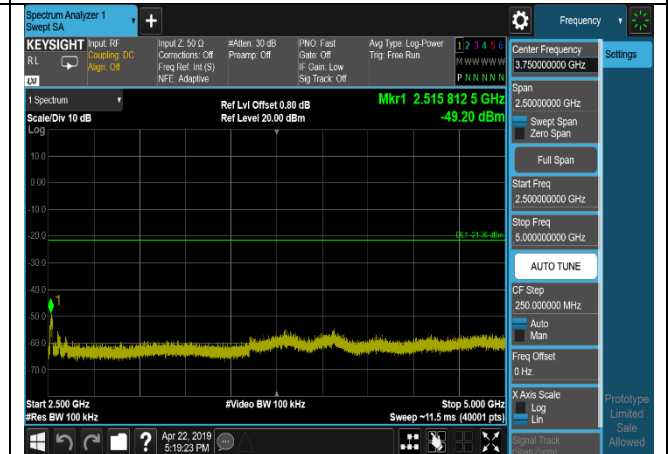 Spectrum Analyzer 1
Swept SA
+
Frequency
KEYSIGHT
RL
LXI
Input: RF
Coupling: DC
Align: Off
Input Z: 50 Ω
Corrections: Off
Freq Ref: Int (S)
NFE: Adaptive
#Atten: 30 dB
Preamp: Off
PNO: Fast
Gate: Off
IF Gain: Low
Sig Track: Off
Avg Type: Log-Power
Trig: Free Run
1 2 3 4 5 6
M W W W W W
P N N N N N
1 Spectrum
Scale/Div 10 dB
Log
Ref Lvl Offset 0.80 dB
Ref Level 20.00 dBm
Mkr1 2.515 812 5 GHz
-49.20 dBm
10.0
0.00
-10.0
-20.0
-30.0
-40.0
-50.0
-60.0
-70.0
DL1 -21.36 dBm
1
Start 2.500 GHz
#Res BW 100 kHz
#Video BW 100 kHz
Stop 5.000 GHz
Sweep ~11.5 ms (40001 pts)
Center Frequency
3.750000000 GHz
Settings
Span
2.50000000 GHz
Swept Span
Zero Span
Full Span
Start Freq
2.500000000 GHz
Stop Freq
5.000000000 GHz
AUTO TUNE
CF Step
250.000000 MHz
Auto
Man
Freq Offset
0 Hz
X Axis Scale
Log
Lin
Signal Track
(Span Zoom)
Prototype
Limited
Sale
Allowed
?
Apr 22, 2019
5:19:23 PM